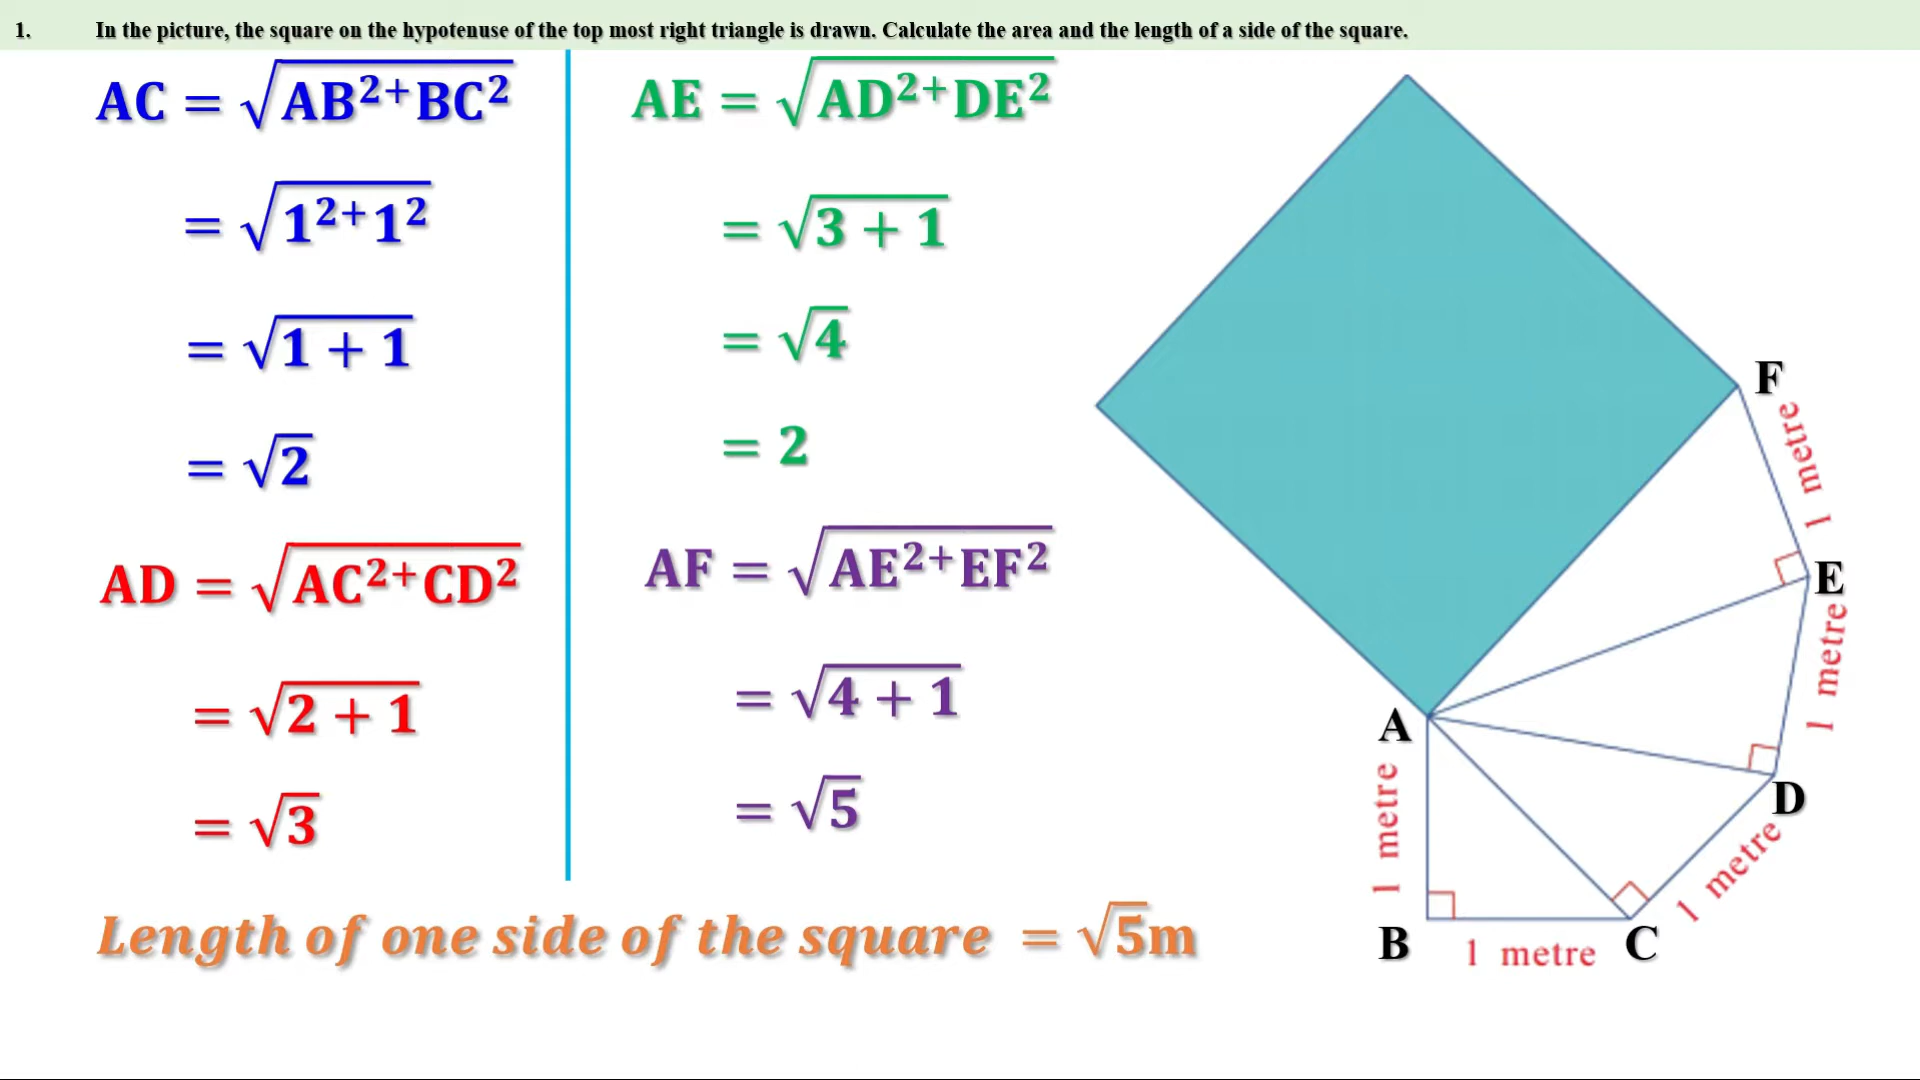 1. In the picture, the square on the hypotenuse of the top most right triangle is drawn. Calculate the area and the length of a side of the square.
AC = √(AB²⁺BC²)
= √(1²⁺1²)
= √(1 + 1)
= √2
AD = √(AC²⁺CD²)
= √(2 + 1)
= √3
AE = √(AD²⁺DE²)
= √(3 + 1)
= √4
= 2
AF = √(AE²⁺EF²)
= √(4 + 1)
= √5
Length of one side of the square = √5m
F
1 metre
E
1 metre
A
D
1 metre
1 metre
B
1 metre
C